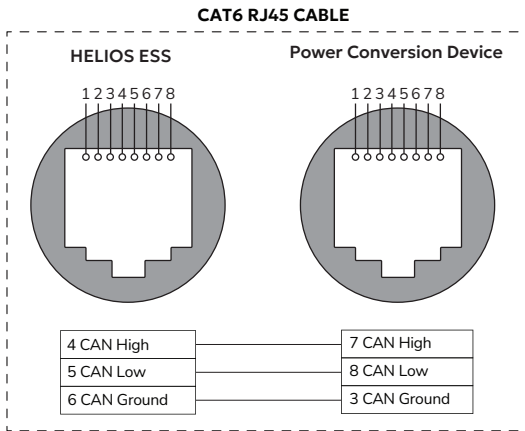 CAT6 RJ45 CABLE
HELIOS ESS
Power Conversion Device
12345678
12345678
4 CAN High
7 CAN High
5 CAN Low
8 CAN Low
6 CAN Ground
3 CAN Ground